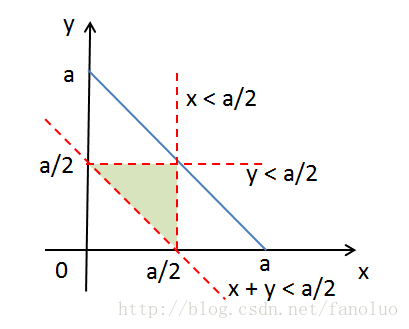 y
a
x < a/2
a/2
y < a/2
0
a/2
a
x
x + y < a/2
http://blog.csdn.net/fanoluo